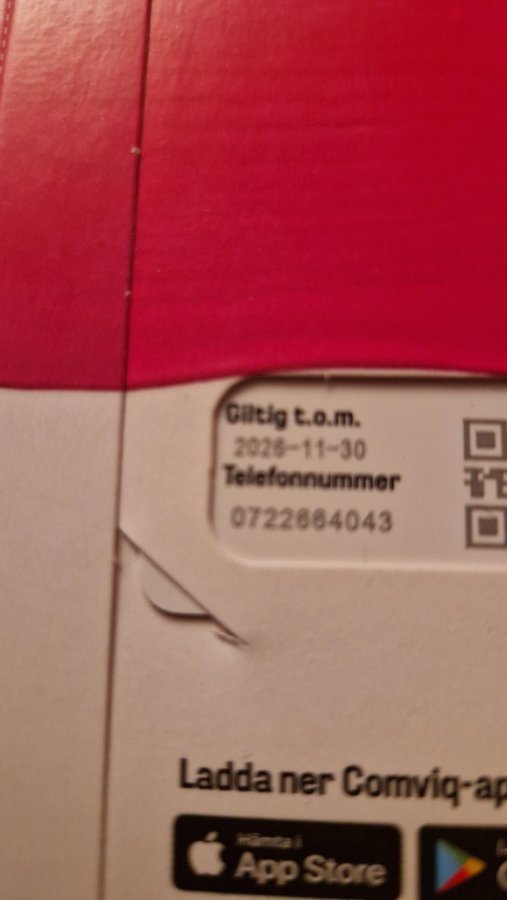 Giltig t.o.m.
2026-11-30
Telefonnummer
0722664043
Ladda ner Comviq-ap
Hämta i
App Store